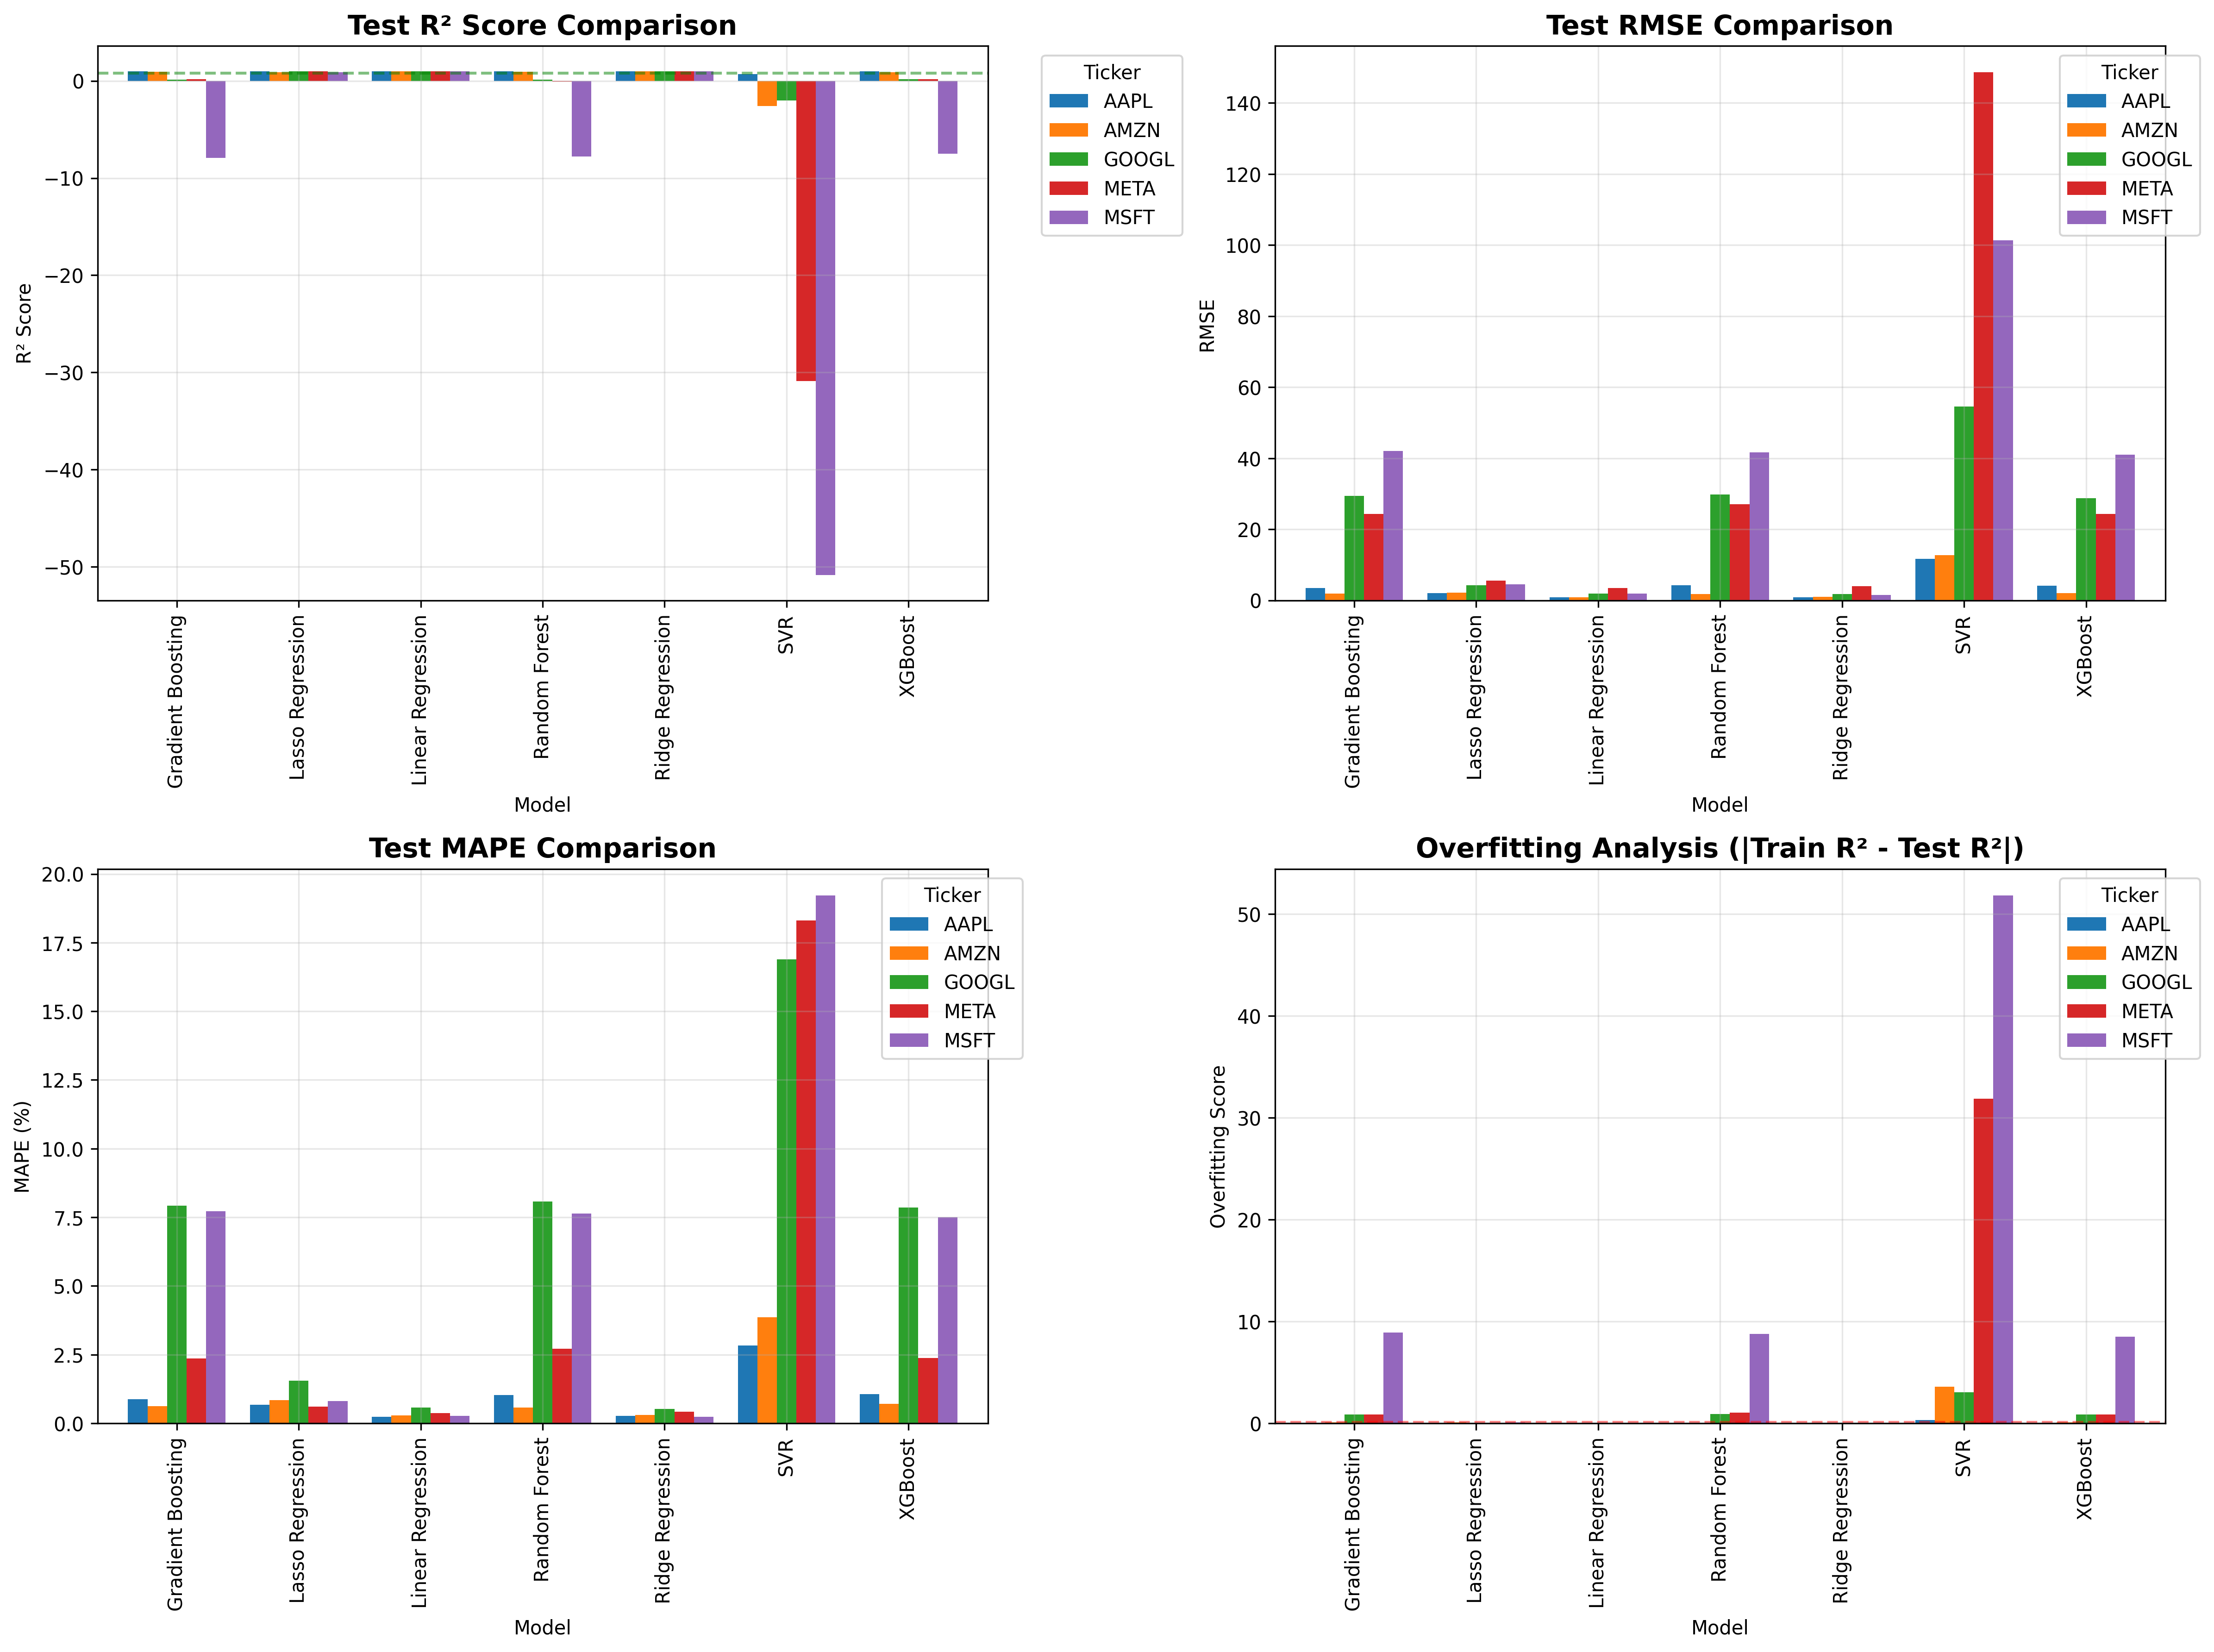 Test R² Score Comparison
R² Score
0
−10
−20
−30
−40
−50
Gradient Boosting
Lasso Regression
Linear Regression
Random Forest
Ridge Regression
SVR
XGBoost
Model
Ticker
AAPL
AMZN
GOOGL
META
MSFT
Test RMSE Comparison
RMSE
140
120
100
80
60
40
20
0
Gradient Boosting
Lasso Regression
Linear Regression
Random Forest
Ridge Regression
SVR
XGBoost
Model
Ticker
AAPL
AMZN
GOOGL
META
MSFT
Test MAPE Comparison
MAPE (%)
20.0
17.5
15.0
12.5
10.0
7.5
5.0
2.5
0.0
Gradient Boosting
Lasso Regression
Linear Regression
Random Forest
Ridge Regression
SVR
XGBoost
Model
Ticker
AAPL
AMZN
GOOGL
META
MSFT
Overfitting Analysis (|Train R² - Test R²|)
Overfitting Score
50
40
30
20
10
0
Gradient Boosting
Lasso Regression
Linear Regression
Random Forest
Ridge Regression
SVR
XGBoost
Model
Ticker
AAPL
AMZN
GOOGL
META
MSFT